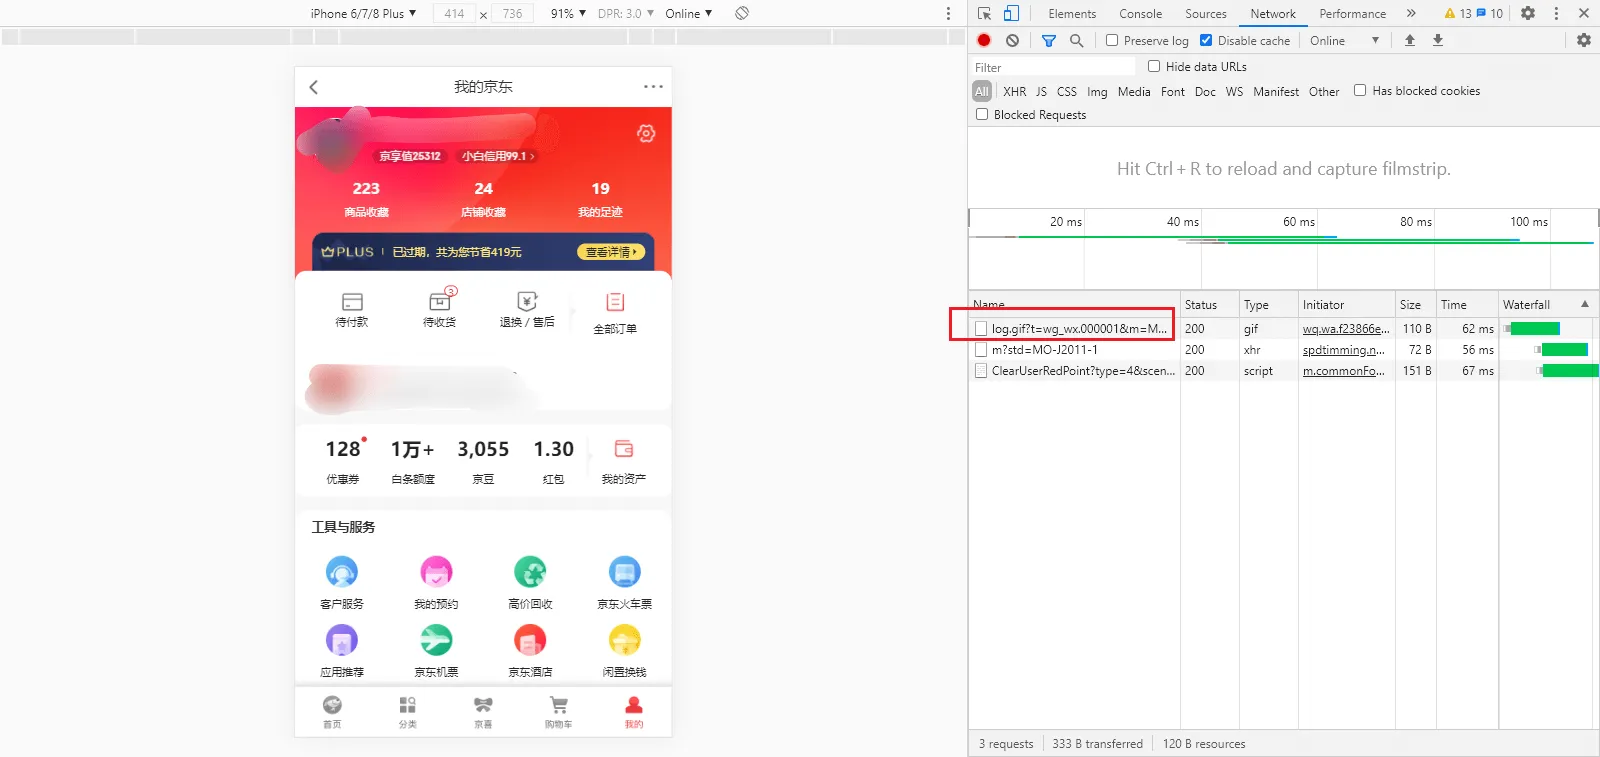 iPhone 6/7/8 Plus ▼ 414 × 736 91% ▼ DPR: 3.0 ▼ Online ▼
Elements Console Sources Network Performance » 13 10
Preserve log Disable cache Online ▼
Filter Hide data URLs
All XHR JS CSS Img Media Font Doc WS Manifest Other Has blocked cookies
Blocked Requests
Hit Ctrl + R to reload and capture filmstrip.
20 ms 40 ms 60 ms 80 ms 100 ms
Name Status Type Initiator Size Time Waterfall ▲
log.gif?t=wg_wx.000001&m=M... 200 gif wq.wa.f23866e... 110 B 62 ms
m?std=MO-J2011-1 200 xhr spdtimming.n... 72 B 56 ms
ClearUserRedPoint?type=4&scen... 200 script m.commonFo... 151 B 67 ms
3 requests 333 B transferred 120 B resources
我的京东
京享值25312 小白信用99.1 >
223 24 19
商品收藏 店铺收藏 我的足迹
PLUS 已过期，共为您节省419元 查看详情
3
待付款 待收货 退换 / 售后 全部订单
128 1万+ 3,055 1.30
优惠券 白条额度 京豆 红包 我的资产
工具与服务
客户服务 我的预约 高价回收 京东火车票
应用推荐 京东机票 京东酒店 闲置换钱
首页 分类 京喜 购物车 我的